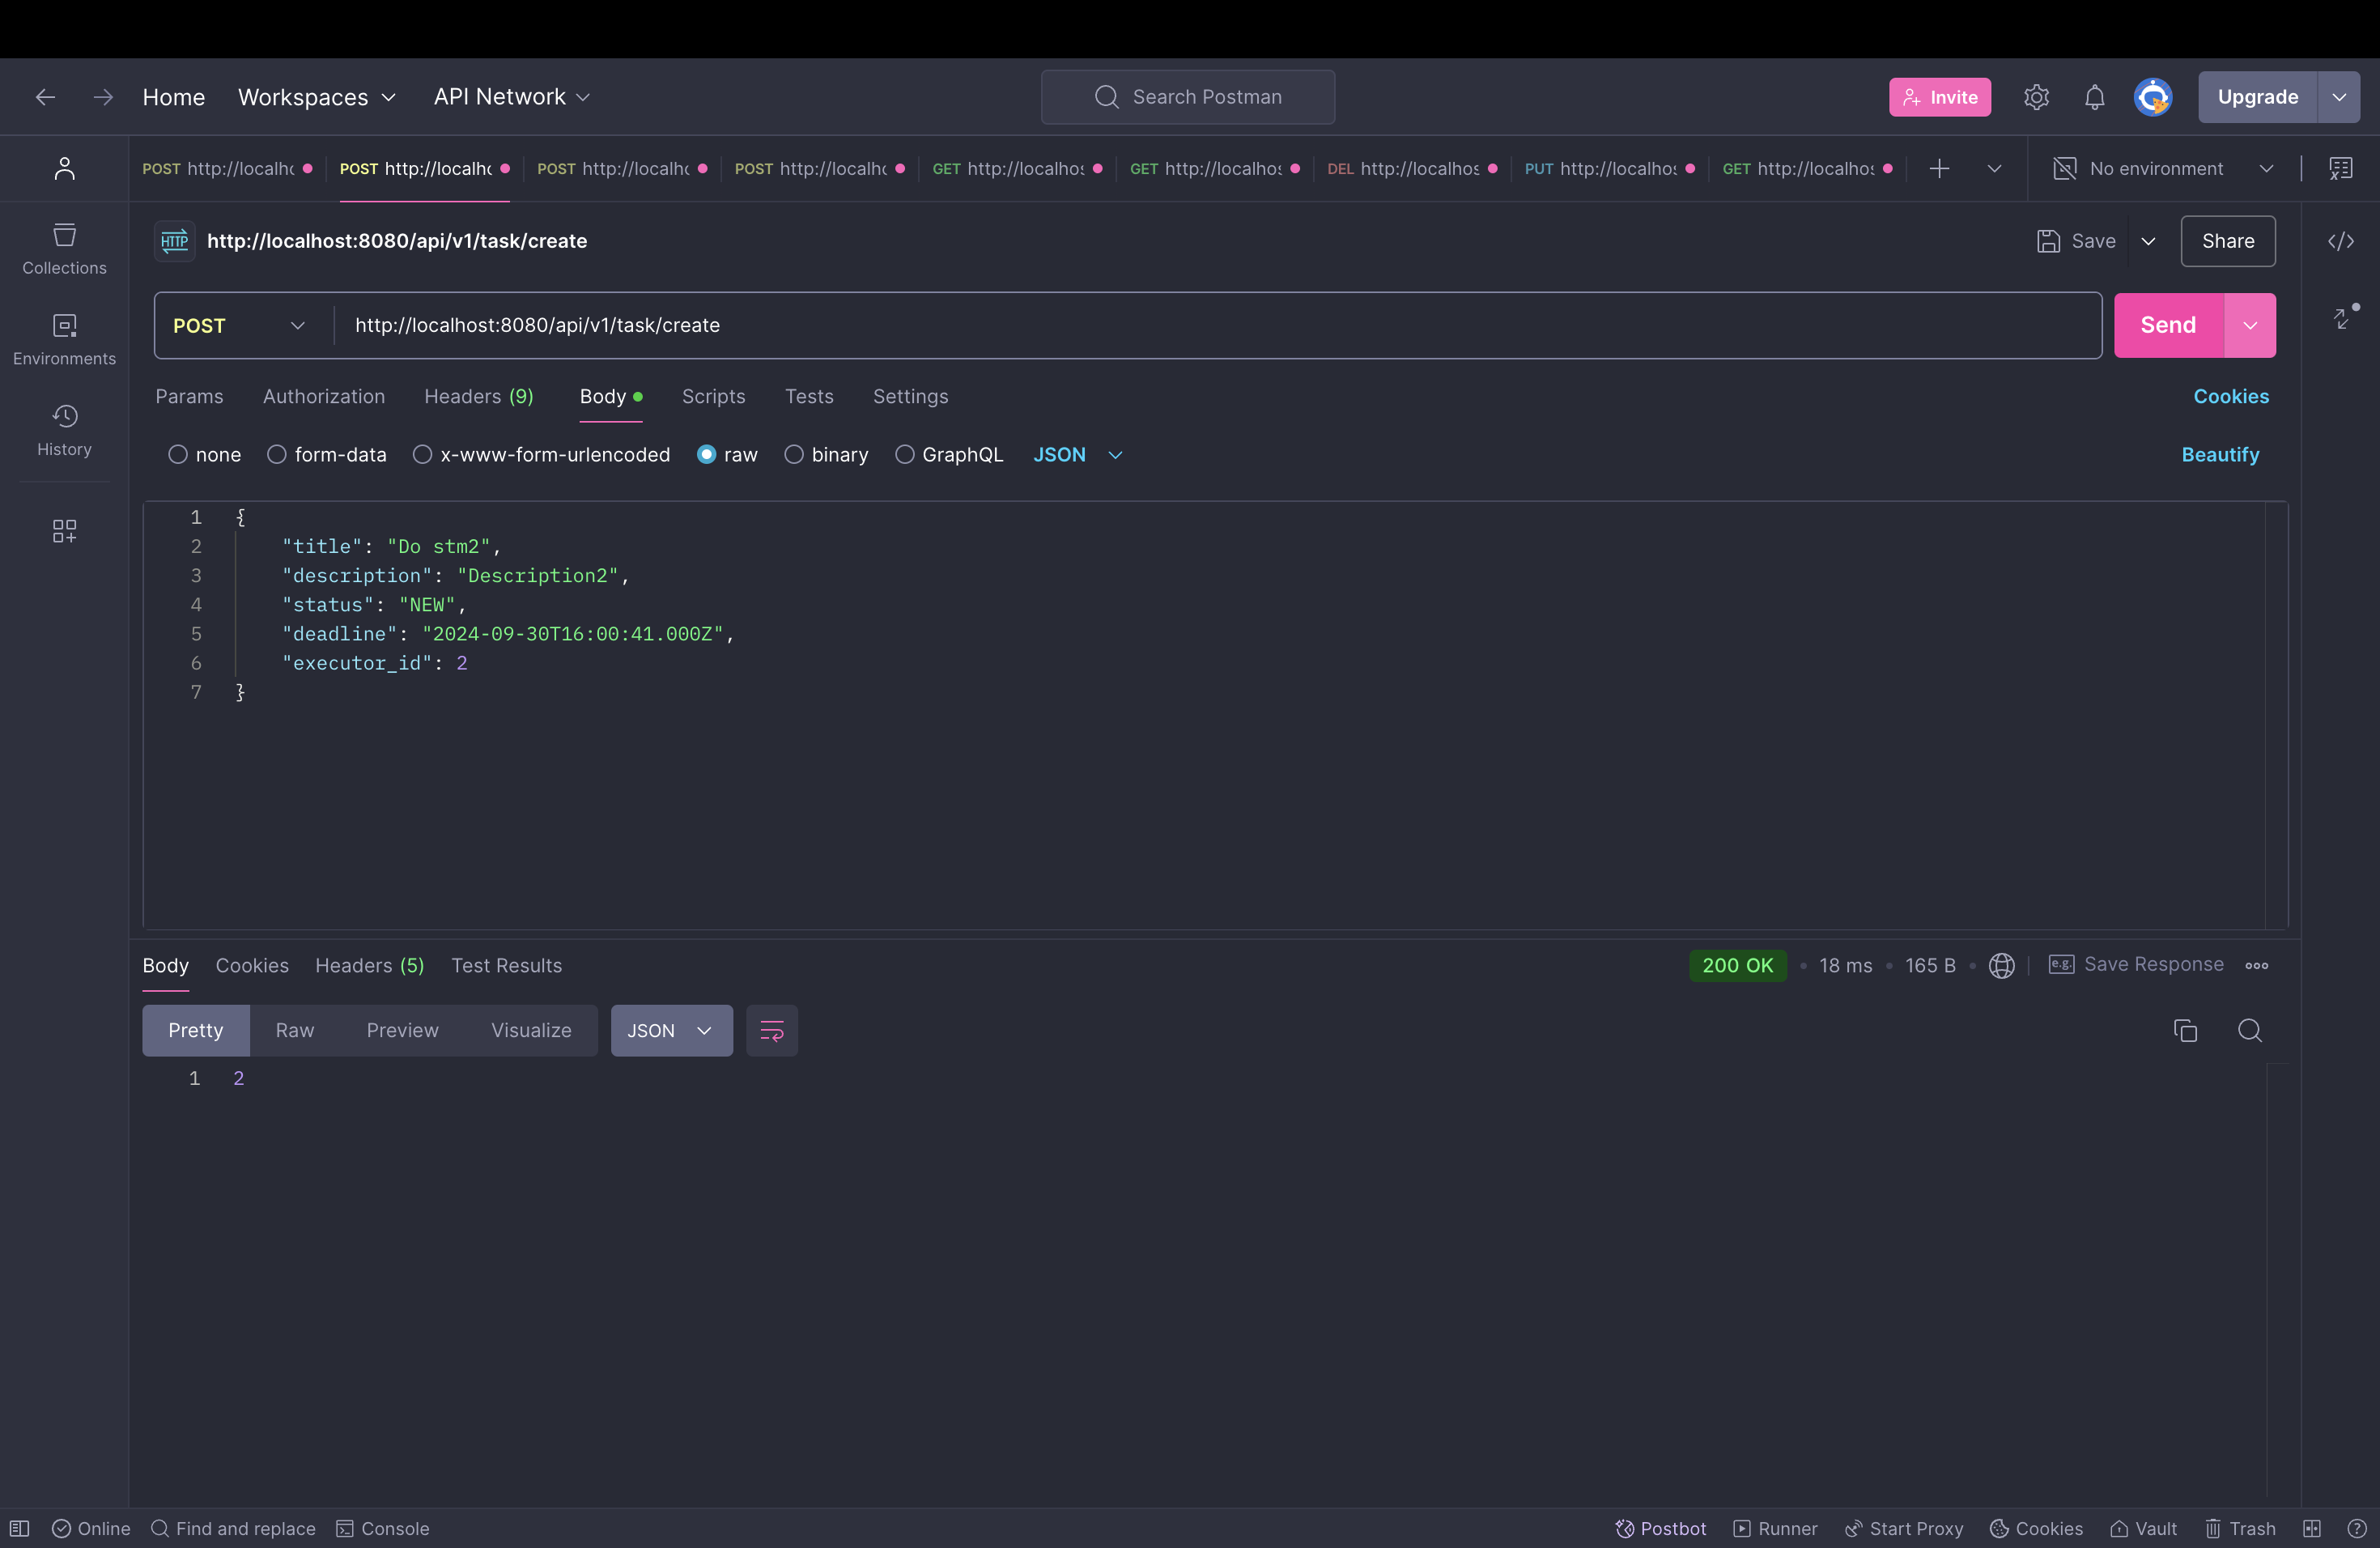 Home Workspaces API Network Search Postman Invite Upgrade
POST http://localhc POST http://localhc POST http://localhc POST http://localhc GET http://localhos GET http://localhos DEL http://localhos PUT http://localhos GET http://localhos No environment
HTTP http://localhost:8080/api/v1/task/create Save Share
Collections
POST http://localhost:8080/api/v1/task/create Send
Environments
Params Authorization Headers (9) Body Scripts Tests Settings Cookies
History
none form-data x-www-form-urlencoded raw binary GraphQL JSON Beautify
1 {
2 "title": "Do stm2",
3 "description": "Description2",
4 "status": "NEW",
5 "deadline": "2024-09-30T16:00:41.000Z",
6 "executor_id": 2
7 }
Body Cookies Headers (5) Test Results 200 OK 18 ms 165 B e.g. Save Response
Pretty Raw Preview Visualize JSON
1 2
Online Find and replace Console Postbot Runner Start Proxy Cookies Vault Trash